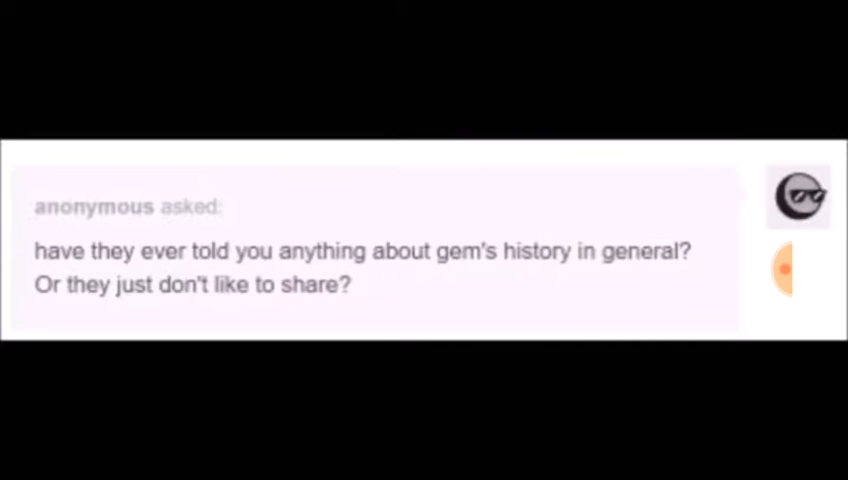 anonymous asked:
have they ever told you anything about gem's history in general?
Or they just don't like to share?